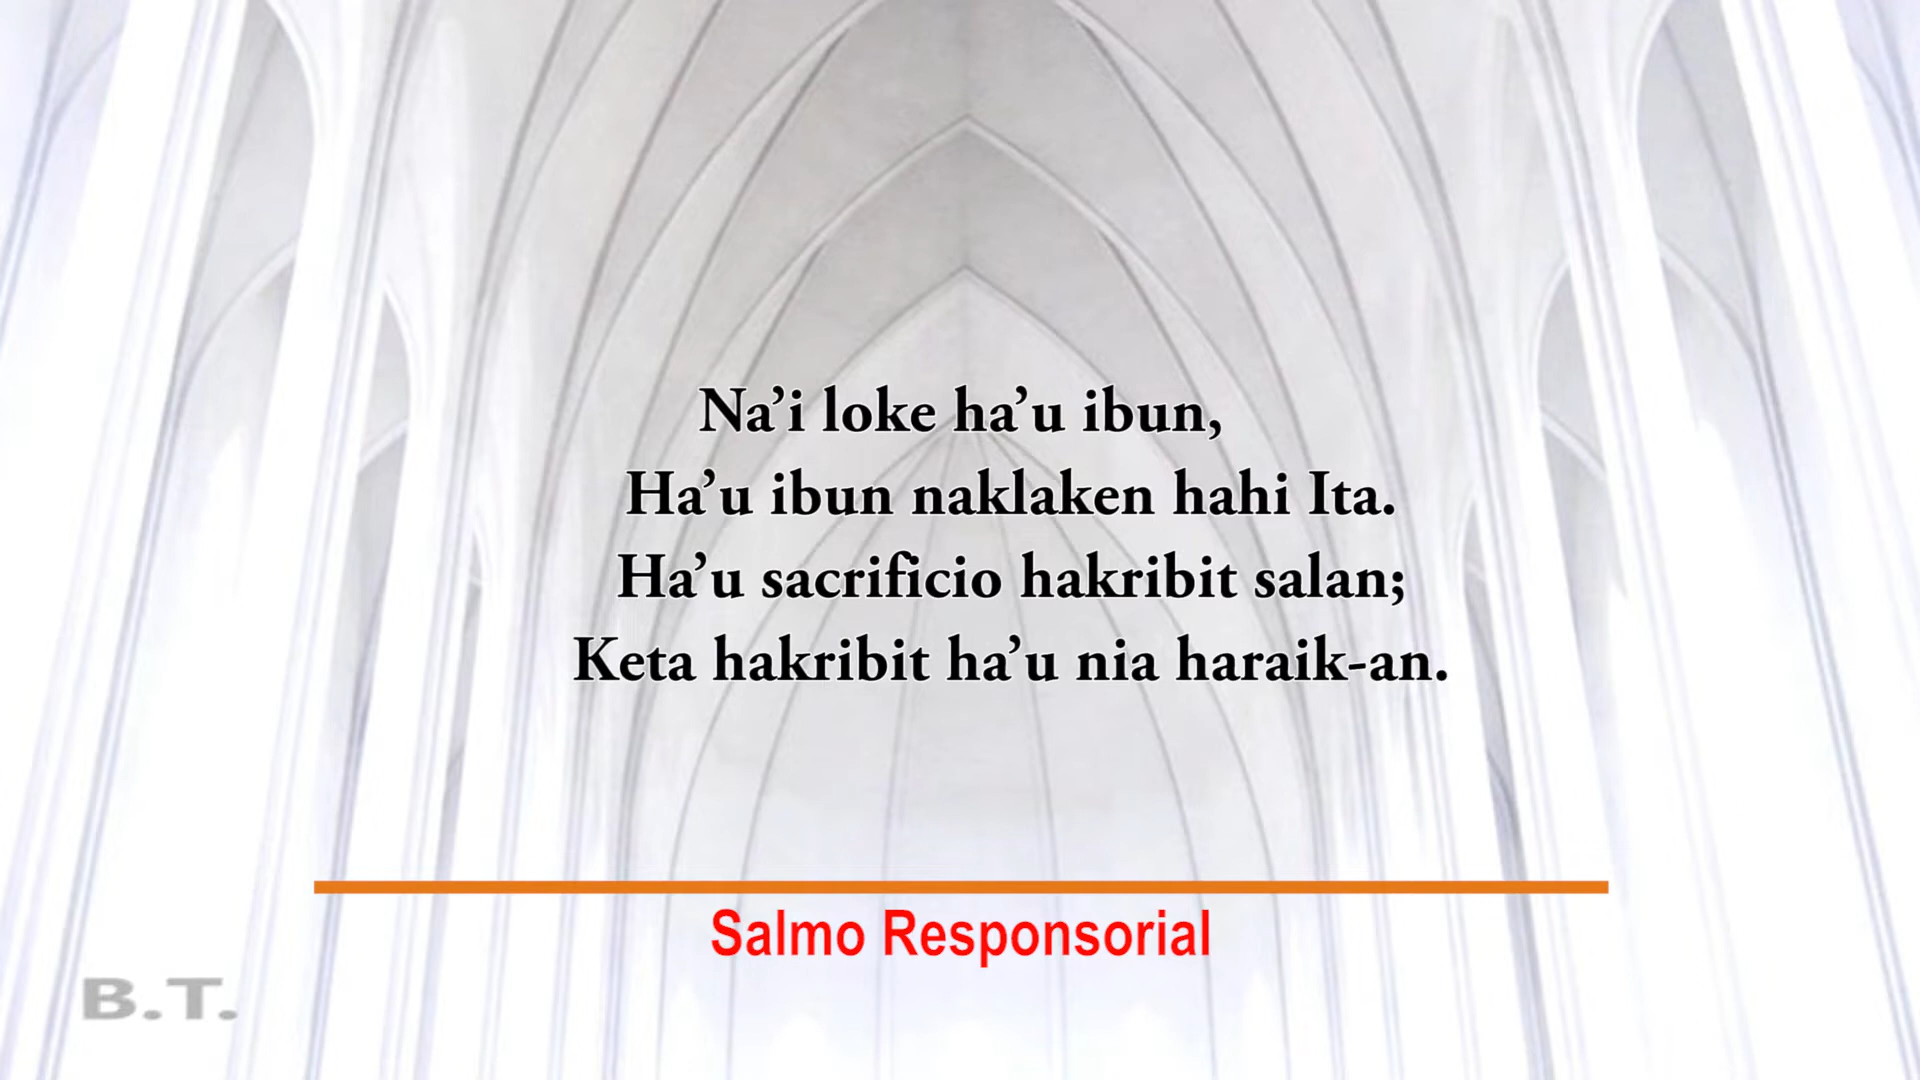 Na’i loke ha’u ibun,
Ha’u ibun naklaken hahi Ita.
Ha’u sacrificio hakribit salan;
Keta hakribit ha’u nia haraik-an.
Salmo Responsorial
B.T.